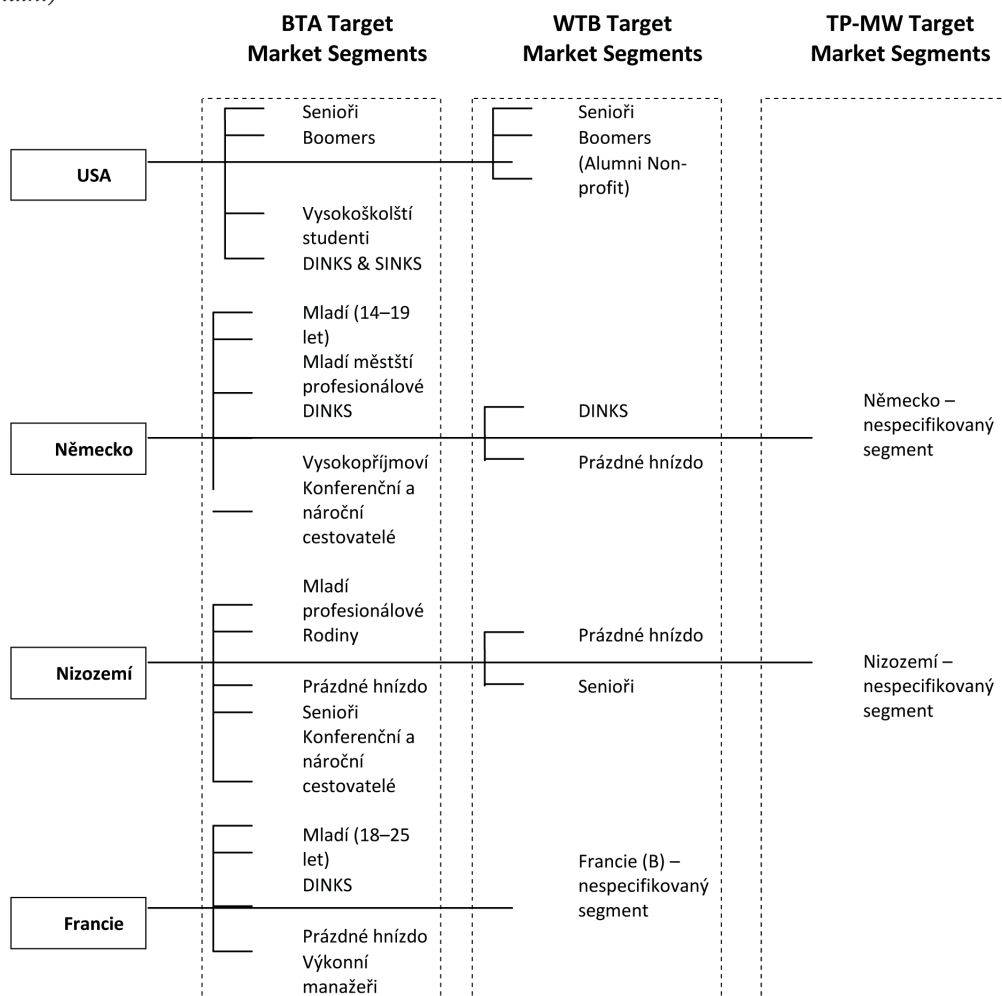 BTA Target
Market Segments
WTB Target
Market Segments
TP-MW Target
Market Segments
USA
Senioři
Boomers
Vysokoškolští
studenti
DINKS & SINKS
Senioři
Boomers
(Alumni Non-
profit)
Německo
Mladí (14–19
let)
Mladí městští
profesionálové
DINKS
Vysokopříjmoví
Konferenční a
nároční
cestovatelé
DINKS
Prázdné hnízdo
Německo –
nespecifikovaný
segment
Nizozemí
Mladí
profesionálové
Rodiny
Prázdné hnízdo
Senioři
Konferenční a
nároční
cestovatelé
Prázdné hnízdo
Senioři
Nizozemí –
nespecifikovaný
segment
Francie
Mladí (18–25
let)
DINKS
Prázdné hnízdo
Výkonní
manažeři
Francie (B) –
nespecifikovaný
segment